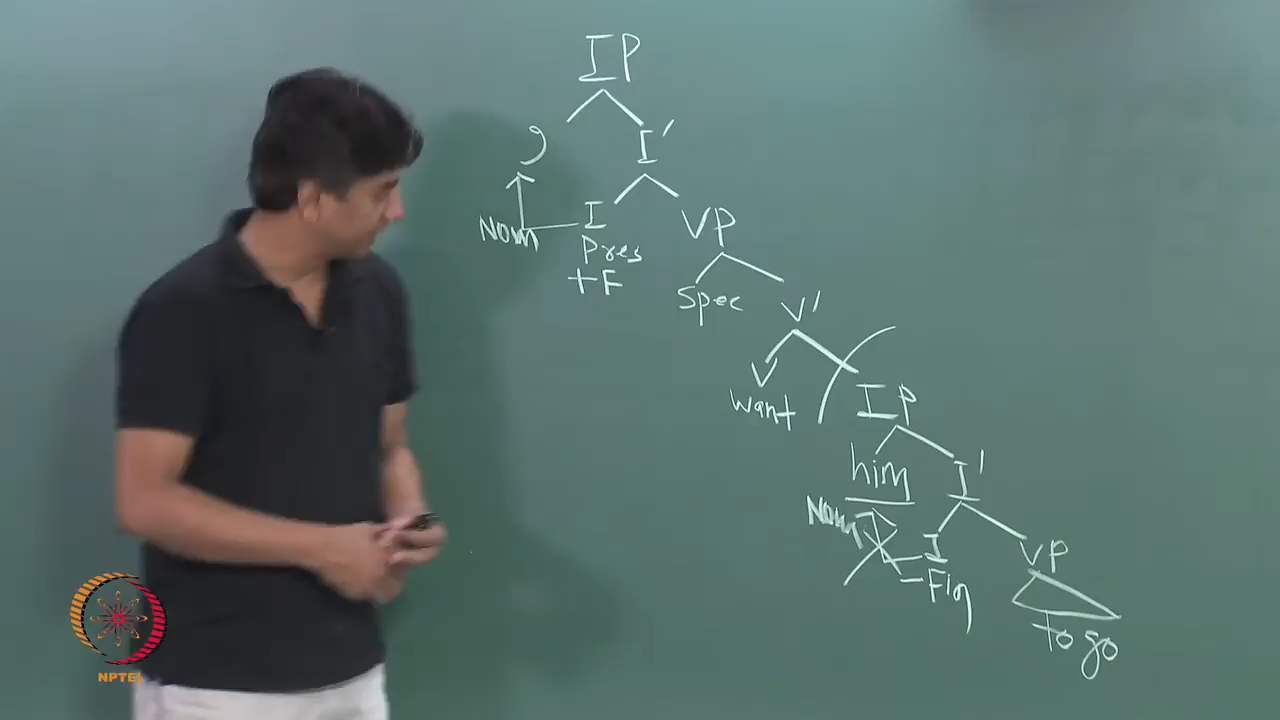 IP
I'
Nom
I
VP
Pres
+F
Spec
V'
V
want
IP
him
I'
Nom
I
VP
-Fin
to go
NPTEL